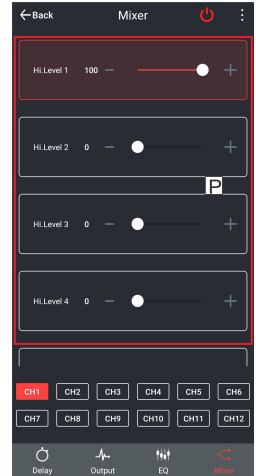 Back Mixer
Hi.Level 1 100
Hi.Level 2 0
P
Hi.Level 3 0
Hi.Level 4 0
CH1 CH2 CH3 CH4 CH5 CH6
CH7 CH8 CH9 CH10 CH11 CH12
Delay Output EQ Mixer